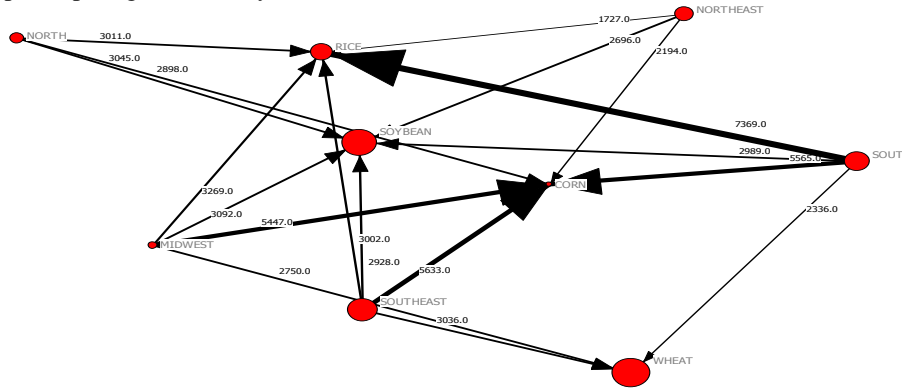 NORTHEAST
1727.0
NORTH
3011.0
2696.0
RICE
2194.0
3045.0
2898.0
7369.0
SOYBEAN
2989.0
5565.0
SOUT
CORN
3269.0
2336.0
3092.0
5447.0
3002.0
MIDWEST
2928.0
2750.0
5633.0
SOUTHEAST
3036.0
WHEAT